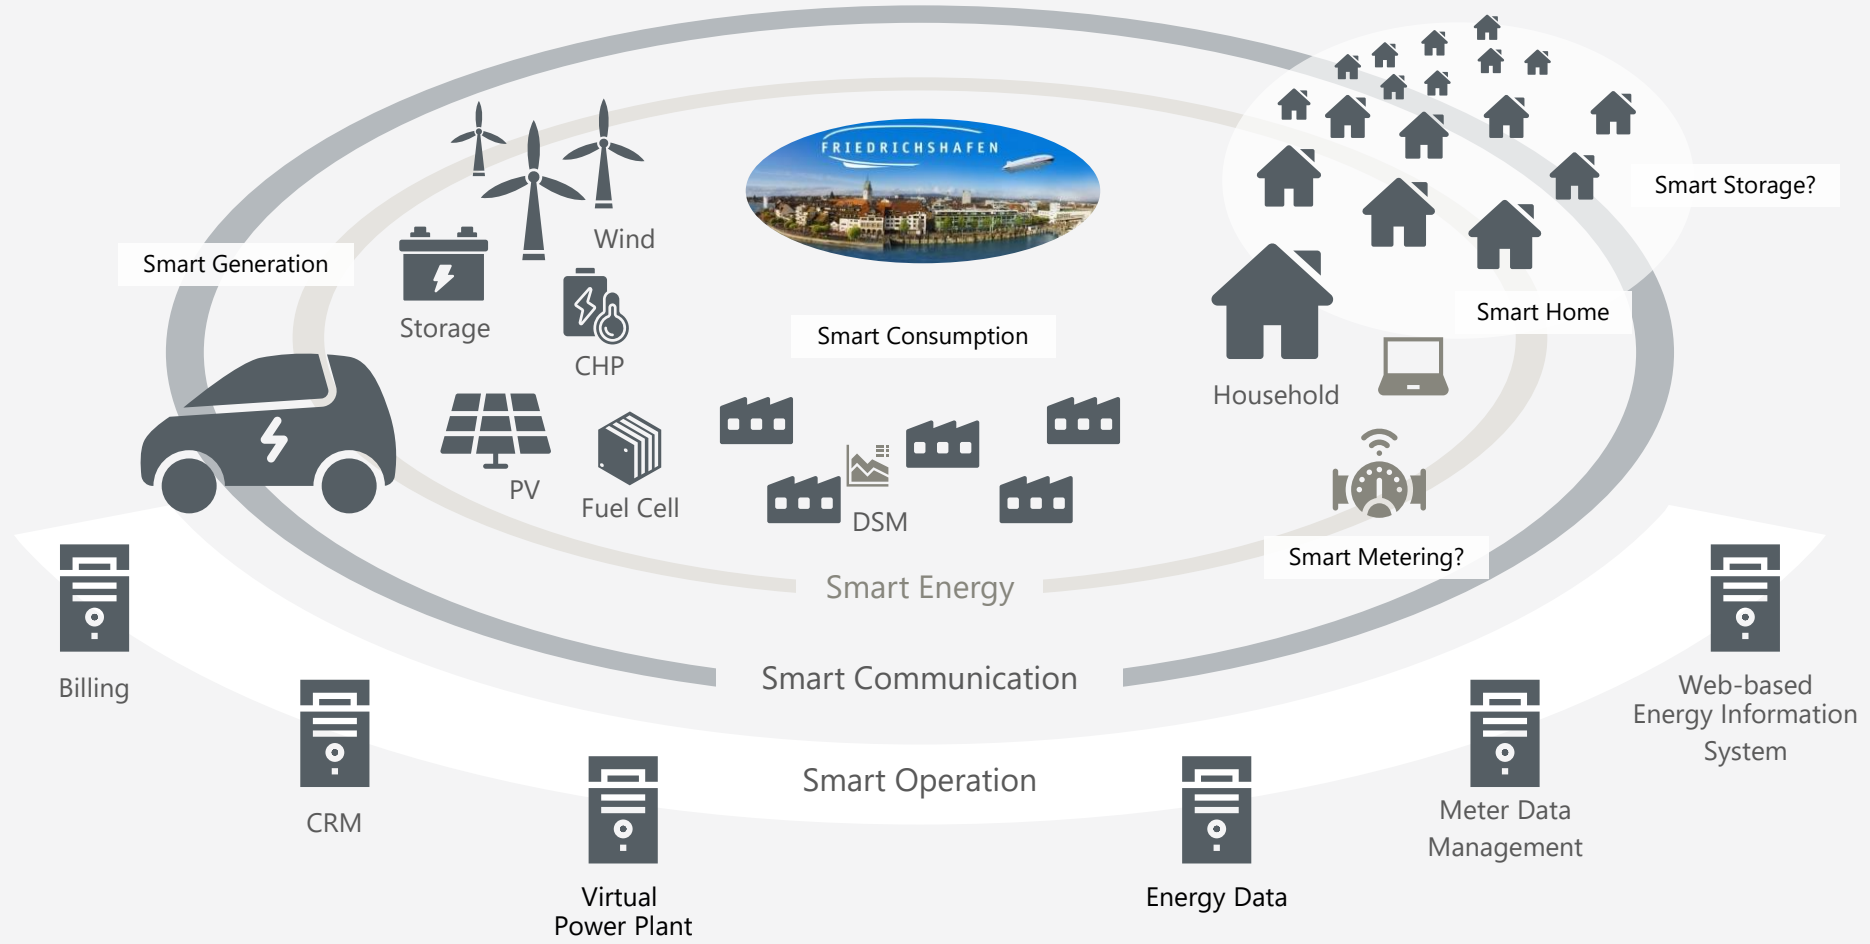 FRIEDRICHSHAFEN
Smart Storage?
Wind
Smart Generation
Storage
Smart Home
Smart Consumption
CHP
Household
PV
Fuel Cell
DSM
Smart Metering?
Smart Energy
Smart Communication
Billing
Web-based
Energy Information
System
Smart Operation
CRM
Meter Data
Management
Virtual
Power Plant
Energy Data